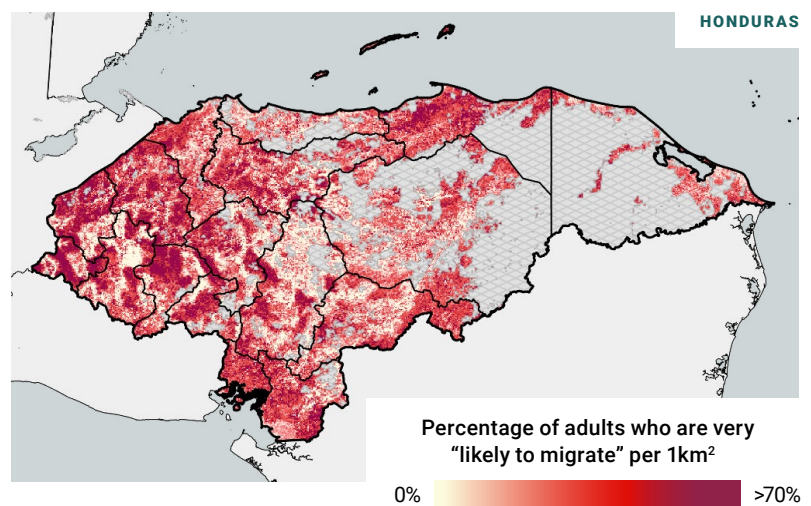 HONDURAS
Percentage of adults who are very
“likely to migrate” per 1km²
0% >70%